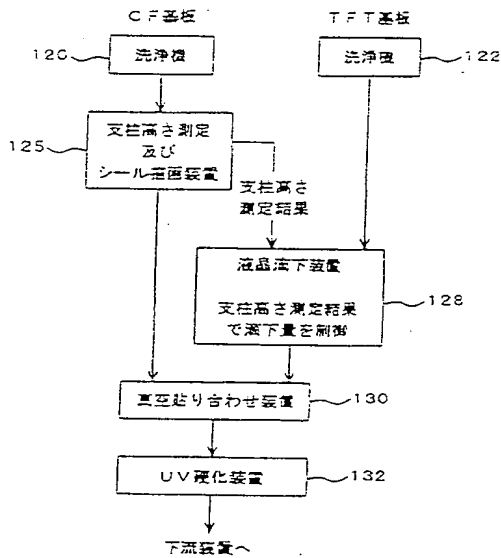 CF基板
TFT基板
120
洗浄機
洗浄機
122
125
支柱高さ測定
及び
シール描画装置
支柱高さ
測定結果
液晶滴下装置
支柱高さ測定結果
で滴下量を制御
128
真空貼り合わせ装置
130
UV硬化装置
132
下流装置へ